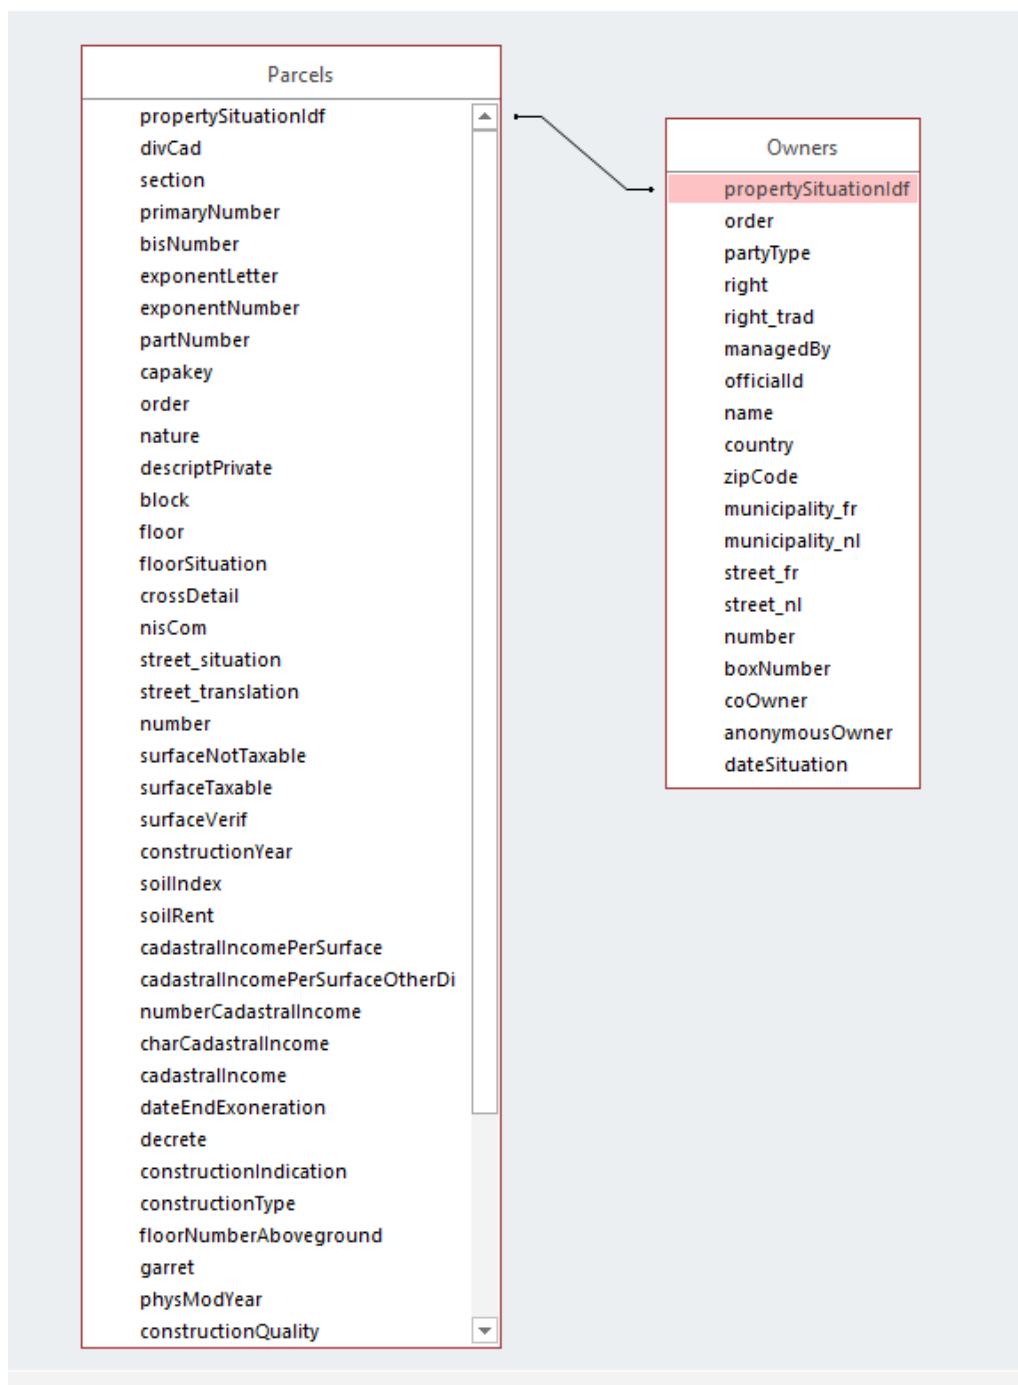 Parcels
propertySituationIdf
divCad
section
primaryNumber
bisNumber
exponentLetter
exponentNumber
partNumber
capakey
order
nature
descriptPrivate
block
floor
floorSituation
crossDetail
nisCom
street_situation
street_translation
number
surfaceNotTaxable
surfaceTaxable
surfaceVerif
constructionYear
soilIndex
soilRent
cadastralIncomePerSurface
cadastralIncomePerSurfaceOtherDi
numberCadastralIncome
charCadastralIncome
cadastralIncome
dateEndExoneration
decrete
constructionIndication
constructionType
floorNumberAboveground
garret
physModYear
constructionQuality
Owners
propertySituationIdf
order
partyType
right
right_trad
managedBy
officialId
name
country
zipCode
municipality_fr
municipality_nl
street_fr
street_nl
number
boxNumber
coOwner
anonymousOwner
dateSituation